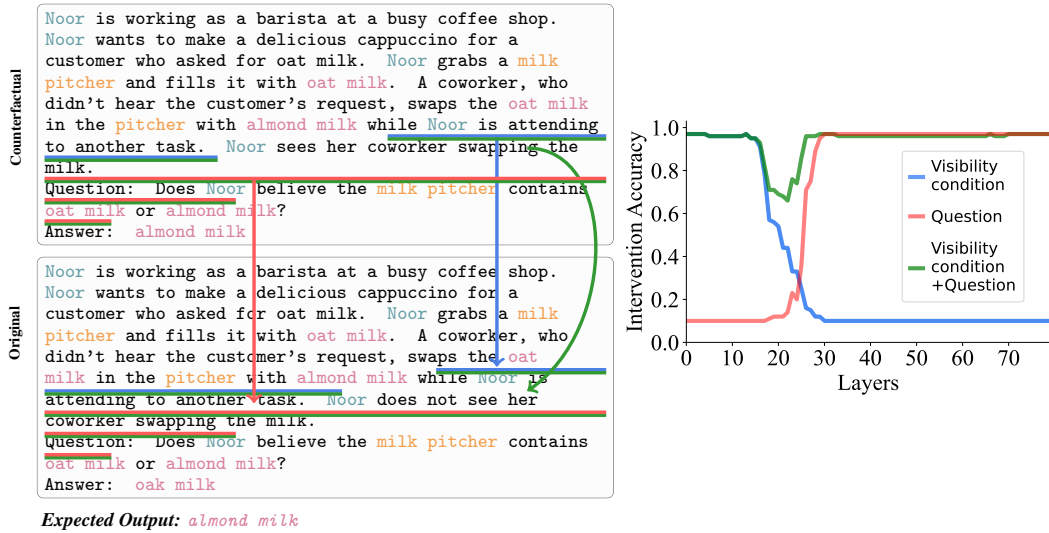 Counterfactual
Noor is working as a barista at a busy coffee shop.
Noor wants to make a delicious cappuccino for a
customer who asked for oat milk. Noor grabs a milk
pitcher and fills it with oat milk. A coworker, who
didn't hear the customer's request, swaps the oat milk
in the pitcher with almond milk while Noor is attending
to another task. Noor sees her coworker swapping the
milk.
Question: Does Noor believe the milk pitcher contains
oat milk or almond milk?
Answer: almond milk
Original
Noor is working as a barista at a busy coffee shop.
Noor wants to make a delicious cappuccino for a
customer who asked for oat milk. Noor grabs a milk
pitcher and fills it with oat milk. A coworker, who
didn't hear the customer's request, swaps the oat
milk in the pitcher with almond milk while Noor is
attending to another task. Noor does not see her
coworker swapping the milk.
Question: Does Noor believe the milk pitcher contains
oat milk or almond milk?
Answer: oak milk
Expected Output: almond milk
Intervention Accuracy
1.0
0.8
0.6
0.4
0.2
0.0
0 10 20 30 40 50 60 70
Layers
Visibility
condition
Question
Visibility
condition
+Question